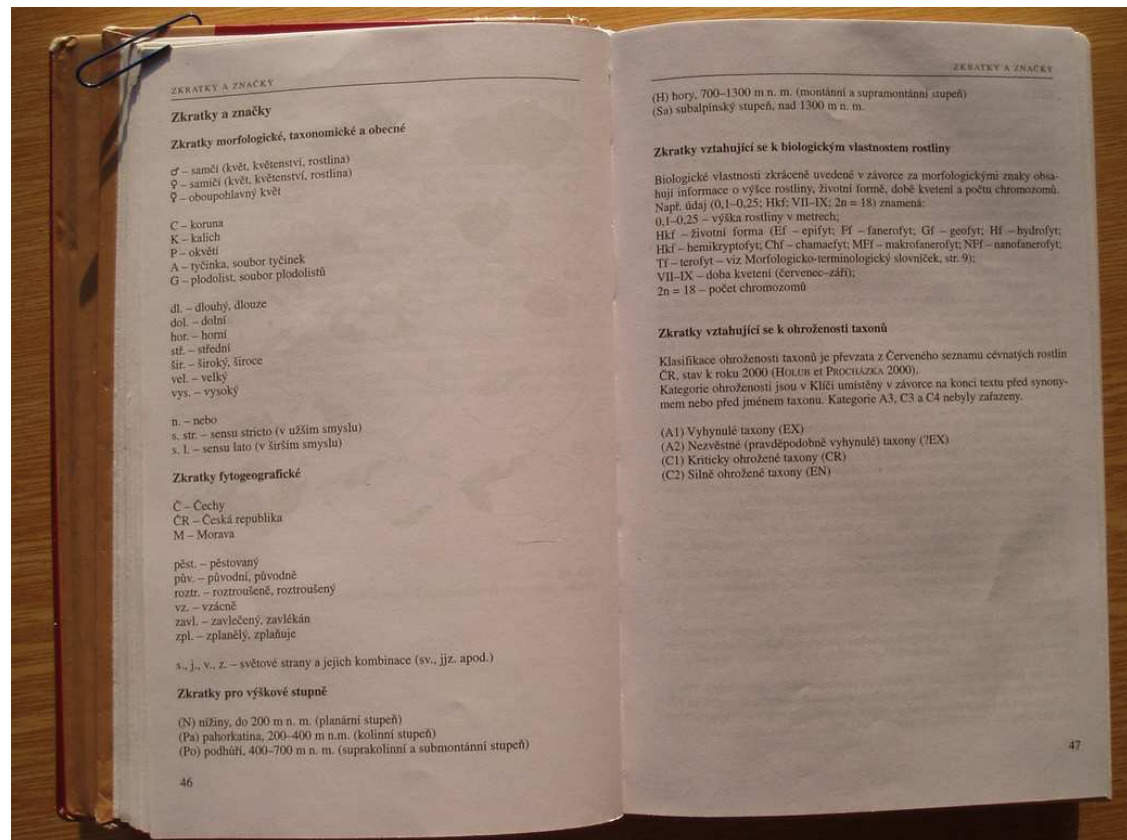 ZKRATKY A ZNAČKY
Zkratky a značky
Zkratky morfologické, taxonomické a obecné
♂ – samčí (květ, květenství, rostlina)
♀ – samičí (květ, květenství, rostlina)
⚥ – oboupohlavný květ
C – koruna
K – kalich
P – okvětí
A – tyčinka, soubor tyčinek
G – plodolist, soubor plodolistů
dl. – dlouhý, dlouze
dol. – dolní
hor. – horní
stř. – střední
šir. – široký, široce
vel. – velký
vys. – vysoký
n. – nebo
s. str. – sensu stricto (v užším smyslu)
s. l. – sensu lato (v širším smyslu)
Zkratky fytogeografické
Č – Čechy
ČR – Česká republika
M – Morava
pěst. – pěstovaný
pův. – původní, původně
roztr. – roztroušeně, roztroušený
vz. – vzácně
zavl. – zavlečený, zavlékán
zpl. – zplanělý, zplaňuje
s., j., v., z. – světové strany a jejich kombinace (sv., jjz. apod.)
Zkratky pro výškové stupně
(N) nížiny, do 200 m n. m. (planární stupeň)
(Pa) pahorkatina, 200–400 m n.m. (kolinní stupeň)
(Po) podhůří, 400–700 m n. m. (suprakolinní a submontánní stupeň)
46
ZKRATKY A ZNAČKY
(H) hory, 700–1300 m n. m. (montánní a supramontánní stupeň)
(Sa) subalpinský stupeň, nad 1300 m n. m.
Zkratky vztahující se k biologickým vlastnostem rostliny
Biologické vlastnosti zkráceně uvedené v závorce za morfologickými znaky obsa-
hují informace o výšce rostliny, životní formě, době kvetení a počtu chromozomů.
Např. údaj (0,1–0,25; Hkf; VII–IX; 2n = 18) znamená:
0,1–0,25 – výška rostliny v metrech;
Hkf – životní forma (Ef – epifyt; Ff – fanerofyt; Gf – geofyt; Hf – hydrofyt;
Hkf – hemikryptofyt; Chf – chamaefyt; MFf – makrofanerofyt; NFf – nanofanerofyt;
Tf – terofyt – viz Morfologicko-terminologický slovníček, str. 9);
VII–IX – doba kvetení (červenec–září);
2n = 18 – počet chromozomů
Zkratky vztahující se k ohroženosti taxonů
Klasifikace ohroženosti taxonů je převzata z Červeného seznamu cévnatých rostlin
ČR, stav k roku 2000 (HOLUB et PROCHÁZKA 2000).
Kategorie ohroženosti jsou v Klíči umístěny v závorce na konci textu před synony-
mem nebo před jménem taxonu. Kategorie A3, C3 a C4 nebyly zařazeny.
(A1) Vyhynulé taxony (EX)
(A2) Nezvěstné (pravděpodobně vyhynulé) taxony (?EX)
(C1) Kriticky ohrožené taxony (CR)
(C2) Silně ohrožené taxony (EN)
47